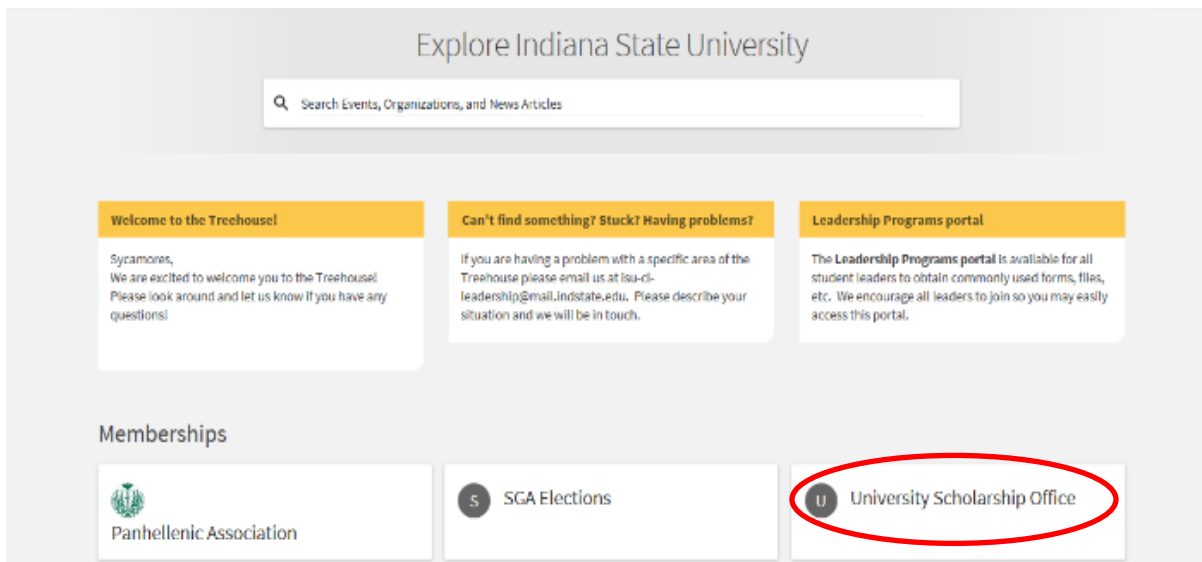 Explore Indiana State University
Search Events, Organizations, and News Articles
Welcome to the Treehouse!
Sycamores,
We are excited to welcome you to the Treehouse!
Please look around and let us know if you have any
questions!
Can't find something? Stuck? Having problems?
If you are having a problem with a specific area of the
Treehouse please email us at isu-cl-
leadership@mail.indstate.edu. Please describe your
situation and we will be in touch.
Leadership Programs portal
The Leadership Programs portal is available for all
student leaders to obtain commonly used forms, files,
etc. We encourage all leaders to join so you may easily
access this portal.
Memberships
Panhellenic Association
S
SGA Elections
U
University Scholarship Office